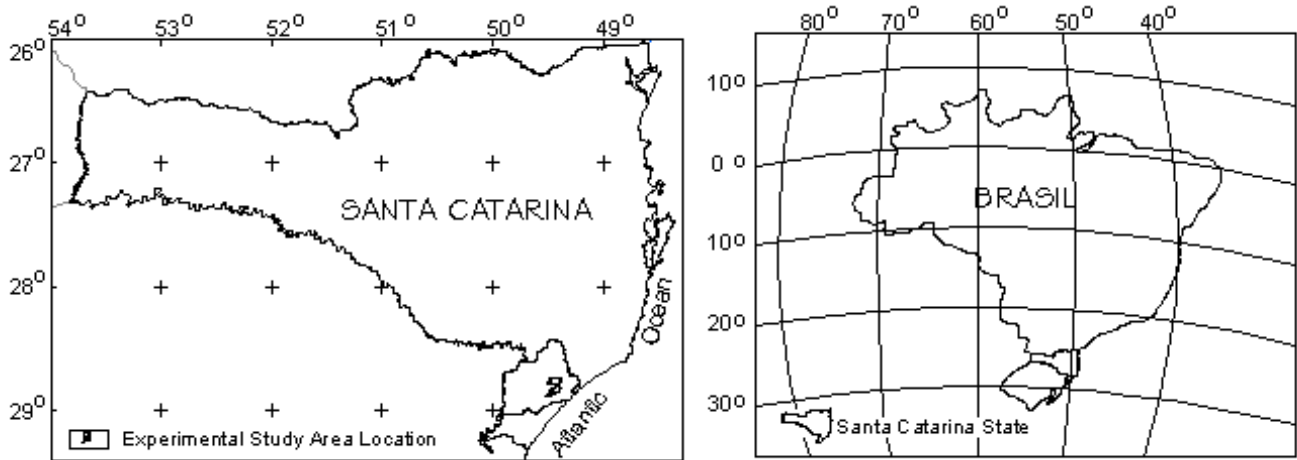 54° 53° 52° 51° 50° 49°
26°
27°
28°
29°
SANTA CATARINA
Atlantic Ocean
Experimental Study Area Location
80° 70° 60° 50° 40°
10°
0°
10°
20°
30°
BRASIL
Santa Catarina State